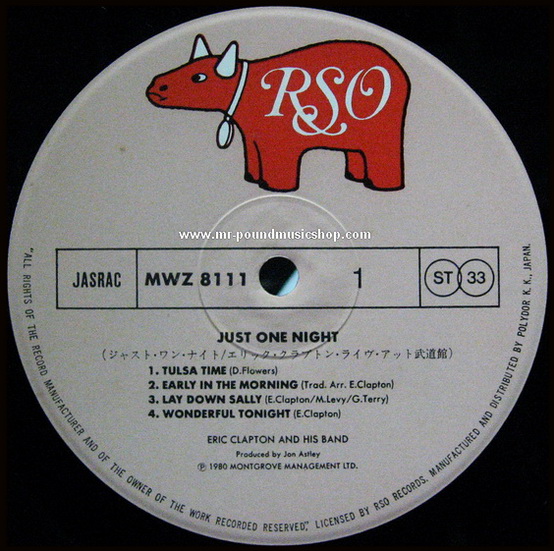 RSO
www.mr-poundmusicshop.com
JASRAC
MWZ 8111
1
ST 33
JUST ONE NIGHT
(ジャスト・ワン・ナイト/エリック・クラプトン・ライヴ・アット武道館)
1. TULSA TIME (D.Flowers)
2. EARLY IN THE MORNING (Trad. Arr. E.Clapton)
3. LAY DOWN SALLY (E.Clapton/M.Levy/G.Terry)
4. WONDERFUL TONIGHT (E.Clapton)
ERIC CLAPTON AND HIS BAND
Produced by Jon Astley
℗ 1980 MONTGROVE MANAGEMENT LTD.
"ALL RIGHTS OF THE RECORD MANUFACTURER AND OF THE OWNER OF THE WORK RECORDED RESERVED", LICENSED BY RSO RECORDS, MANUFACTURED AND DISTRIBUTED BY POLYDOR K. K., JAPAN.